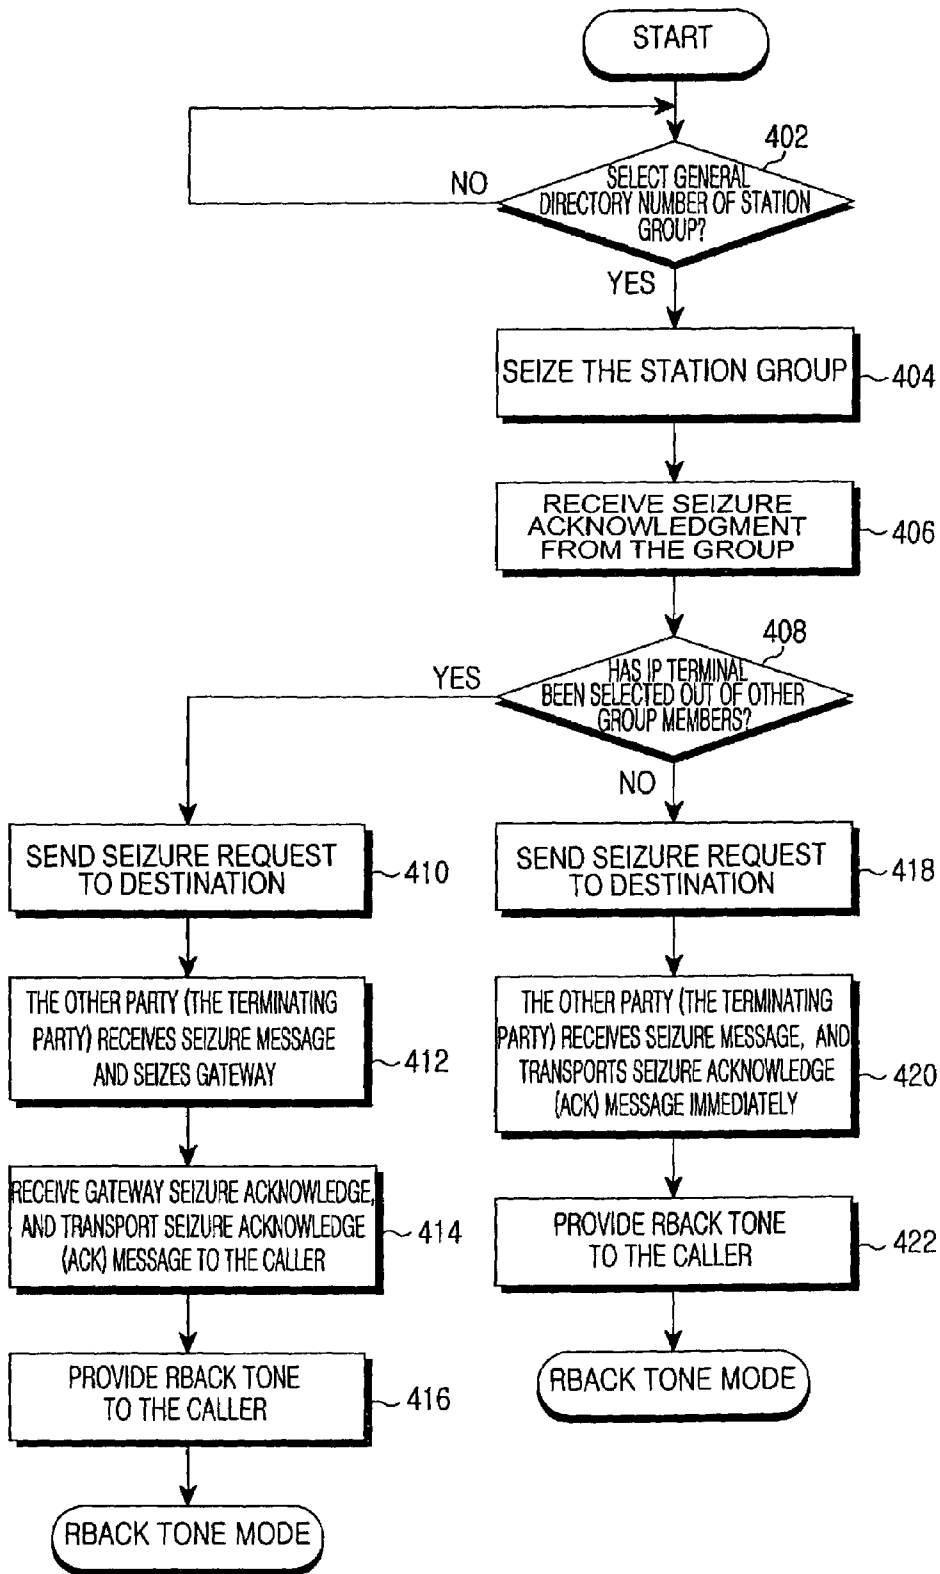 START
402
SELECT GENERAL
DIRECTORY NUMBER OF STATION
GROUP?
NO
YES
SEIZE THE STATION GROUP
404
RECEIVE SEIZURE
ACKNOWLEDGMENT
FROM THE GROUP
406
408
HAS IP TERMINAL
BEEN SELECTED OUT OF OTHER
GROUP MEMBERS?
YES
NO
SEND SEIZURE REQUEST
TO DESTINATION
410
THE OTHER PARTY (THE TERMINATING
PARTY) RECEIVES SEIZURE MESSAGE
AND SEIZES GATEWAY
412
RECEIVE GATEWAY SEIZURE ACKNOWLEDGE,
AND TRANSPORT SEIZURE ACKNOWLEDGE
(ACK) MESSAGE TO THE CALLER
414
PROVIDE RBACK TONE
TO THE CALLER
416
RBACK TONE MODE
SEND SEIZURE REQUEST
TO DESTINATION
418
THE OTHER PARTY (THE TERMINATING
PARTY) RECEIVES SEIZURE MESSAGE, AND
TRANSPORTS SEIZURE ACKNOWLEDGE
(ACK) MESSAGE IMMEDIATELY
420
PROVIDE RBACK TONE
TO THE CALLER
422
RBACK TONE MODE